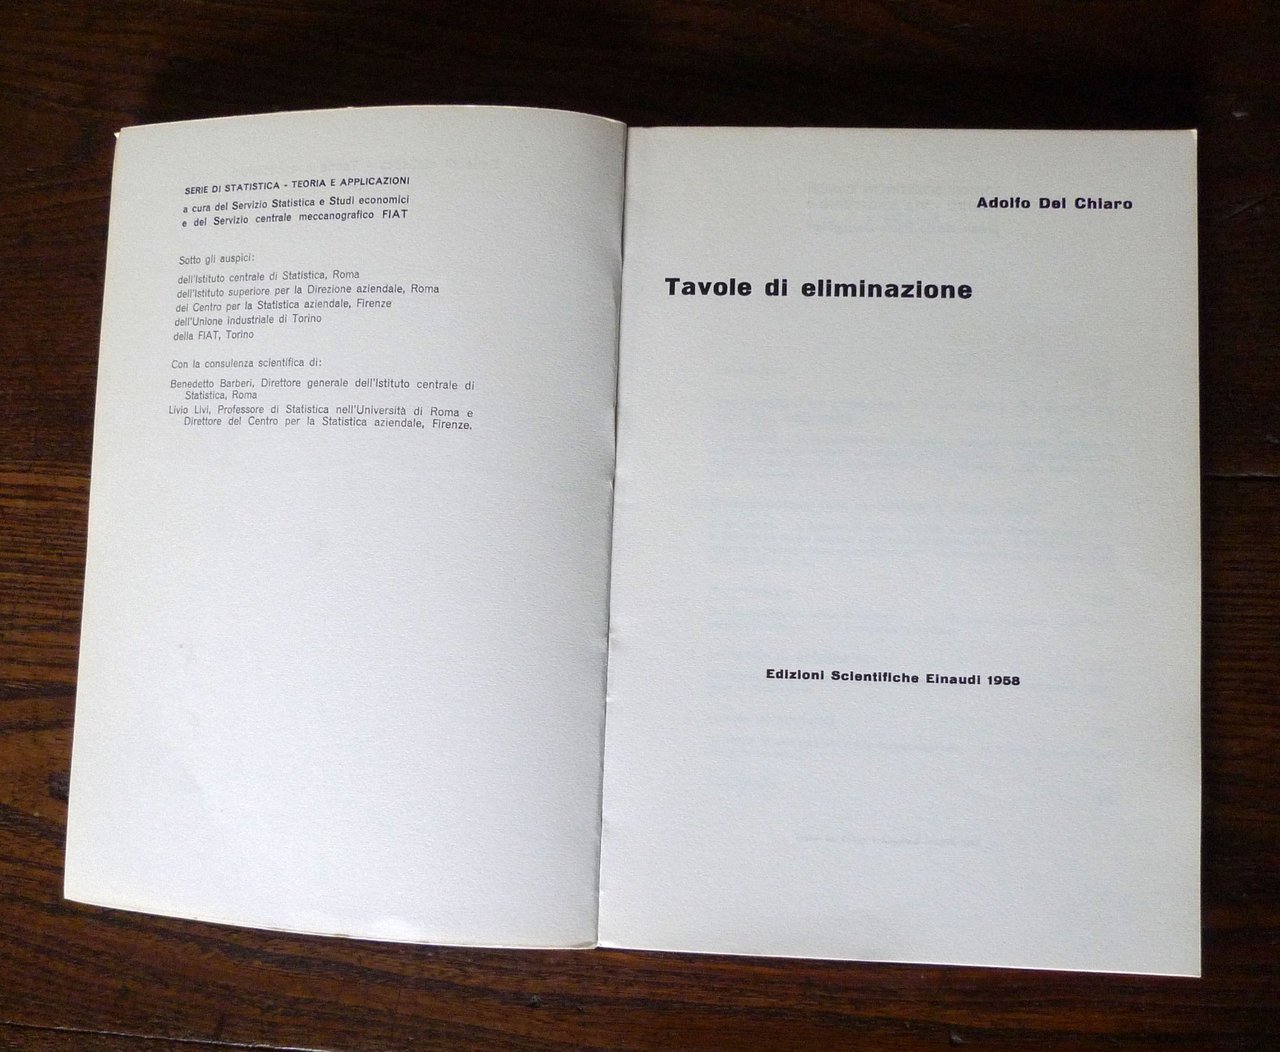 SERIE DI STATISTICA - TEORIA E APPLICAZIONI
a cura del Servizio Statistica e Studi economici
e del Servizio centrale meccanografico FIAT
Sotto gli auspici:
dell'Istituto centrale di Statistica, Roma
dell'Istituto superiore per la Direzione aziendale, Roma
del Centro per la Statistica aziendale, Firenze
dell'Unione industriale di Torino
della FIAT, Torino
Con la consulenza scientifica di:
Benedetto Barberi, Direttore generale dell'Istituto centrale di
Statistica, Roma
Livio Livi, Professore di Statistica nell'Università di Roma e
Direttore del Centro per la Statistica aziendale, Firenze.
Adolfo Del Chiaro
Tavole di eliminazione
Edizioni Scientifiche Einaudi 1958